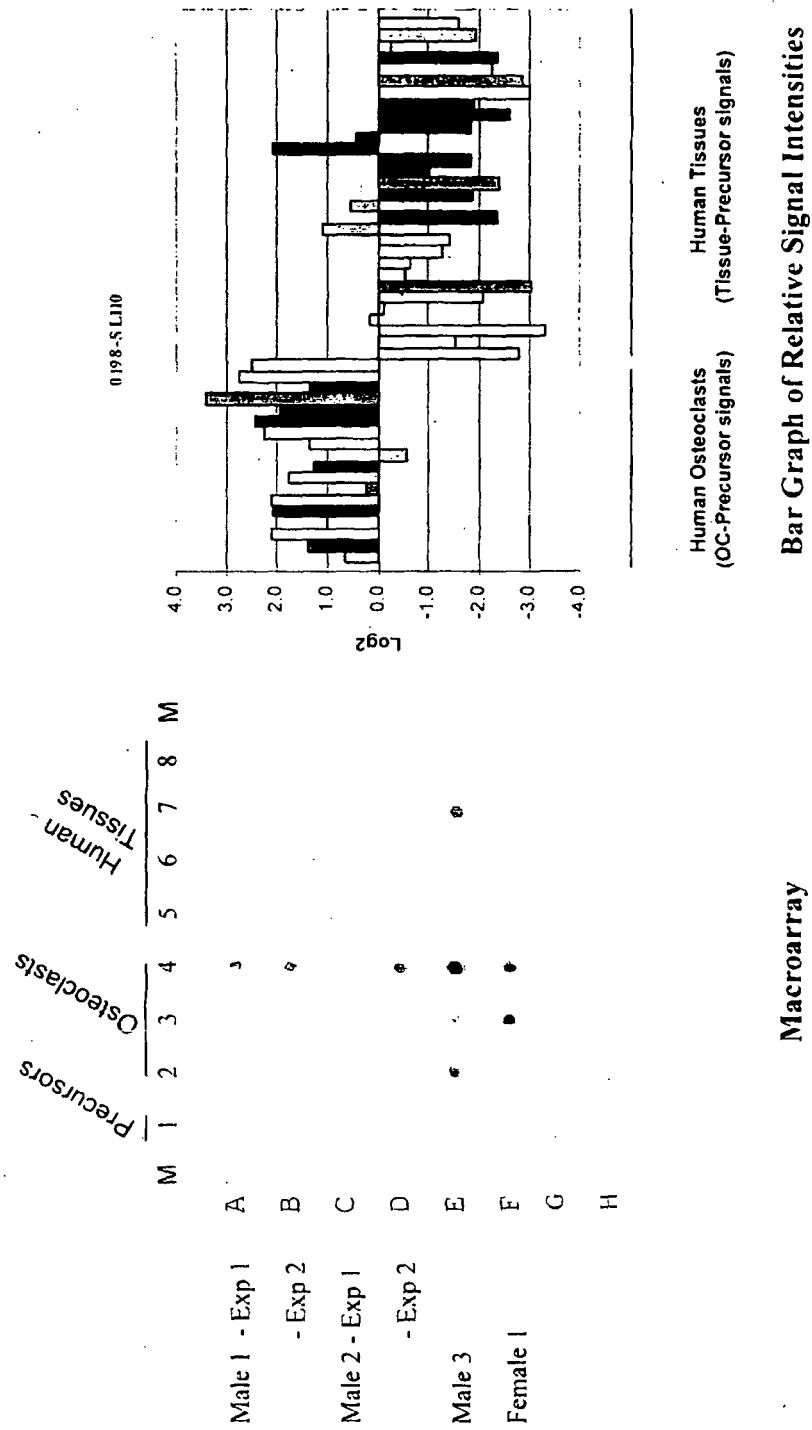 Precursors
Osteoclasts
Human
Tissues
M 1 2 3 4 5 6 7 8 M
Male 1 - Exp 1 A
- Exp 2 B
Male 2 - Exp 1 C
- Exp 2 D
Male 3 E
Female 1 F
G
H
Macroarray
0198-SL110
4.0
3.0
2.0
1.0
0.0
-1.0
-2.0
-3.0
-4.0
Log2
Human Osteoclasts
(OC-Precursor signals)
Human Tissues
(Tissue-Precursor signals)
Bar Graph of Relative Signal Intensities